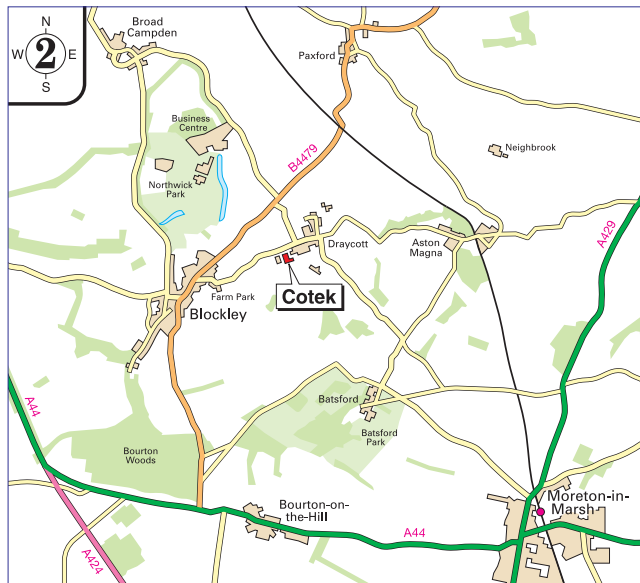 N
W 2 E
S
Broad
Campden
Paxford
Business
Centre
B4479
Neighbrook
Northwick
Park
A429
Draycott
Aston
Magna
Farm Park
Cotek
Blockley
A44
Batsford
Batsford
Park
Bourton
Woods
Moreton-in-
Marsh
Bourton-on-
the-Hill
A44
A424